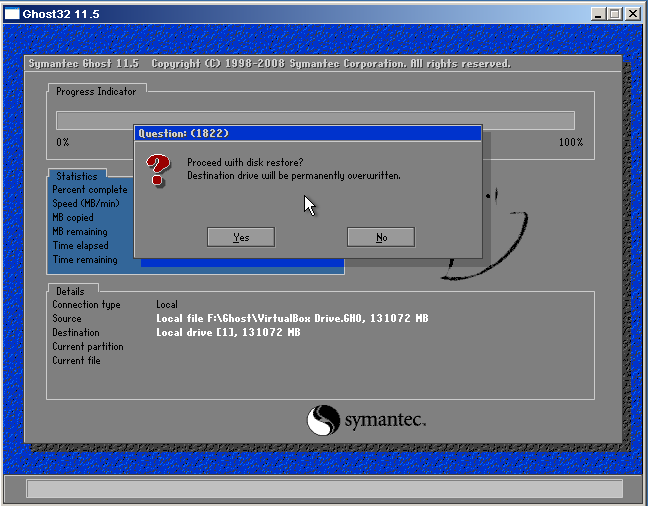 Ghost32 11.5
Symantec Ghost 11.5 Copyright (C) 1998-2008 Symantec Corporation. All rights reserved.
Progress Indicator
0%
100%
Question: (1822)
Proceed with disk restore?
Destination drive will be permanently overwritten.
Yes
No
Statistics
Percent complete
Speed (MB/min)
MB copied
MB remaining
Time elapsed
Time remaining
Details
Connection type Local
Source Local file F:\Ghost\VirtualBox Drive.GHO, 131072 MB
Destination Local drive [1], 131072 MB
Current partition
Current file
symantec.